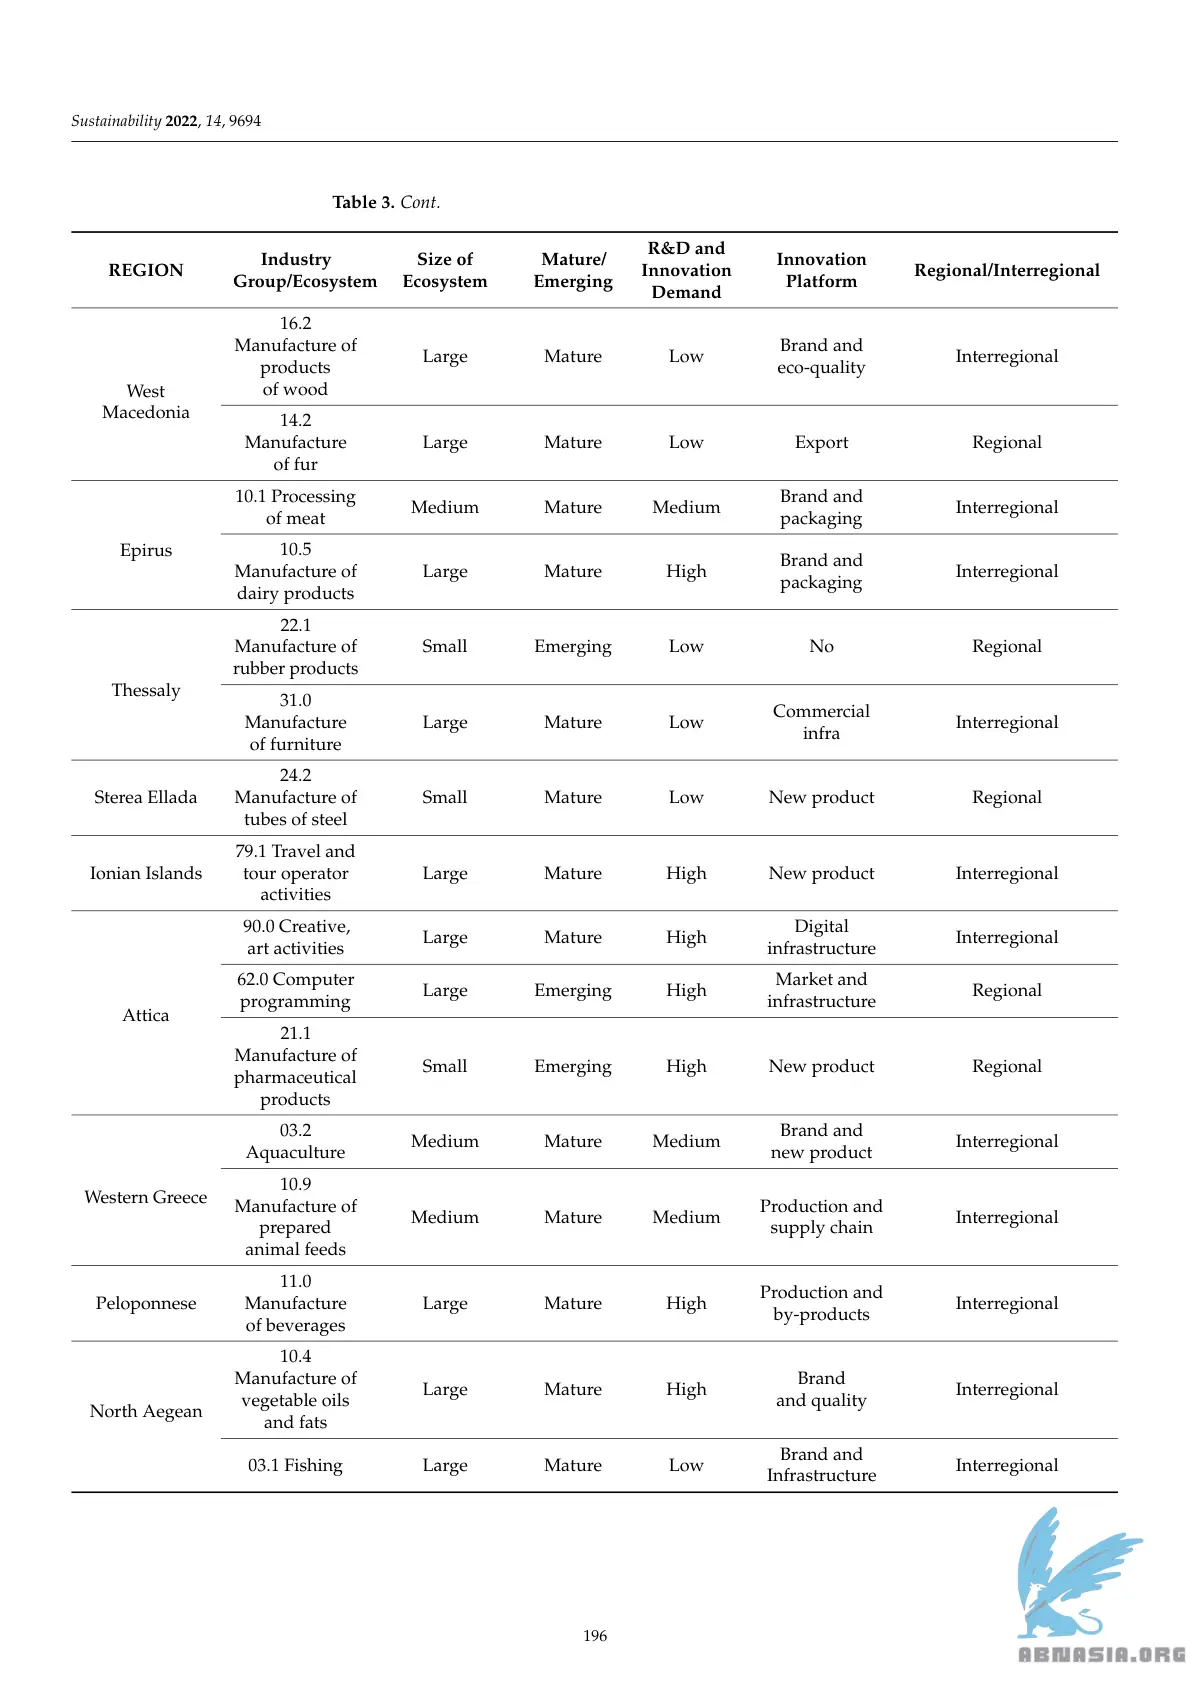 Sustainability 2022, 14, 9694
Table 3. Cont.
REGION
Industry
Group/Ecosystem
Size of
Ecosystem
Mature/
Emerging
R&D and
Innovation
Demand
Innovation
Platform
Regional/Interregional
West
Macedonia
16.2
Manufacture of
products
of wood
Large
Mature
Low
Brand and
eco-quality
Interregional
14.2
Manufacture
of fur
Large
Mature
Low
Export
Regional
Epirus
10.1 Processing
of meat
Medium
Mature
Medium
Brand and
packaging
Interregional
10.5
Manufacture of
dairy products
Large
Mature
High
Brand and
packaging
Interregional
Thessaly
22.1
Manufacture of
rubber products
Small
Emerging
Low
No
Regional
31.0
Manufacture
of furniture
Large
Mature
Low
Commercial
infra
Interregional
Sterea Ellada
24.2
Manufacture of
tubes of steel
Small
Mature
Low
New product
Regional
Ionian Islands
79.1 Travel and
tour operator
activities
Large
Mature
High
New product
Interregional
Attica
90.0 Creative,
art activities
Large
Mature
High
Digital
infrastructure
Interregional
62.0 Computer
programming
Large
Emerging
High
Market and
infrastructure
Regional
21.1
Manufacture of
pharmaceutical
products
Small
Emerging
High
New product
Regional
Western Greece
03.2
Aquaculture
Medium
Mature
Medium
Brand and
new product
Interregional
10.9
Manufacture of
prepared
animal feeds
Medium
Mature
Medium
Production and
supply chain
Interregional
Peloponnese
11.0
Manufacture
of beverages
Large
Mature
High
Production and
by-products
Interregional
North Aegean
10.4
Manufacture of
vegetable oils
and fats
Large
Mature
High
Brand
and quality
Interregional
03.1 Fishing
Large
Mature
Low
Brand and
Infrastructure
Interregional
196
ABNASIA.ORG